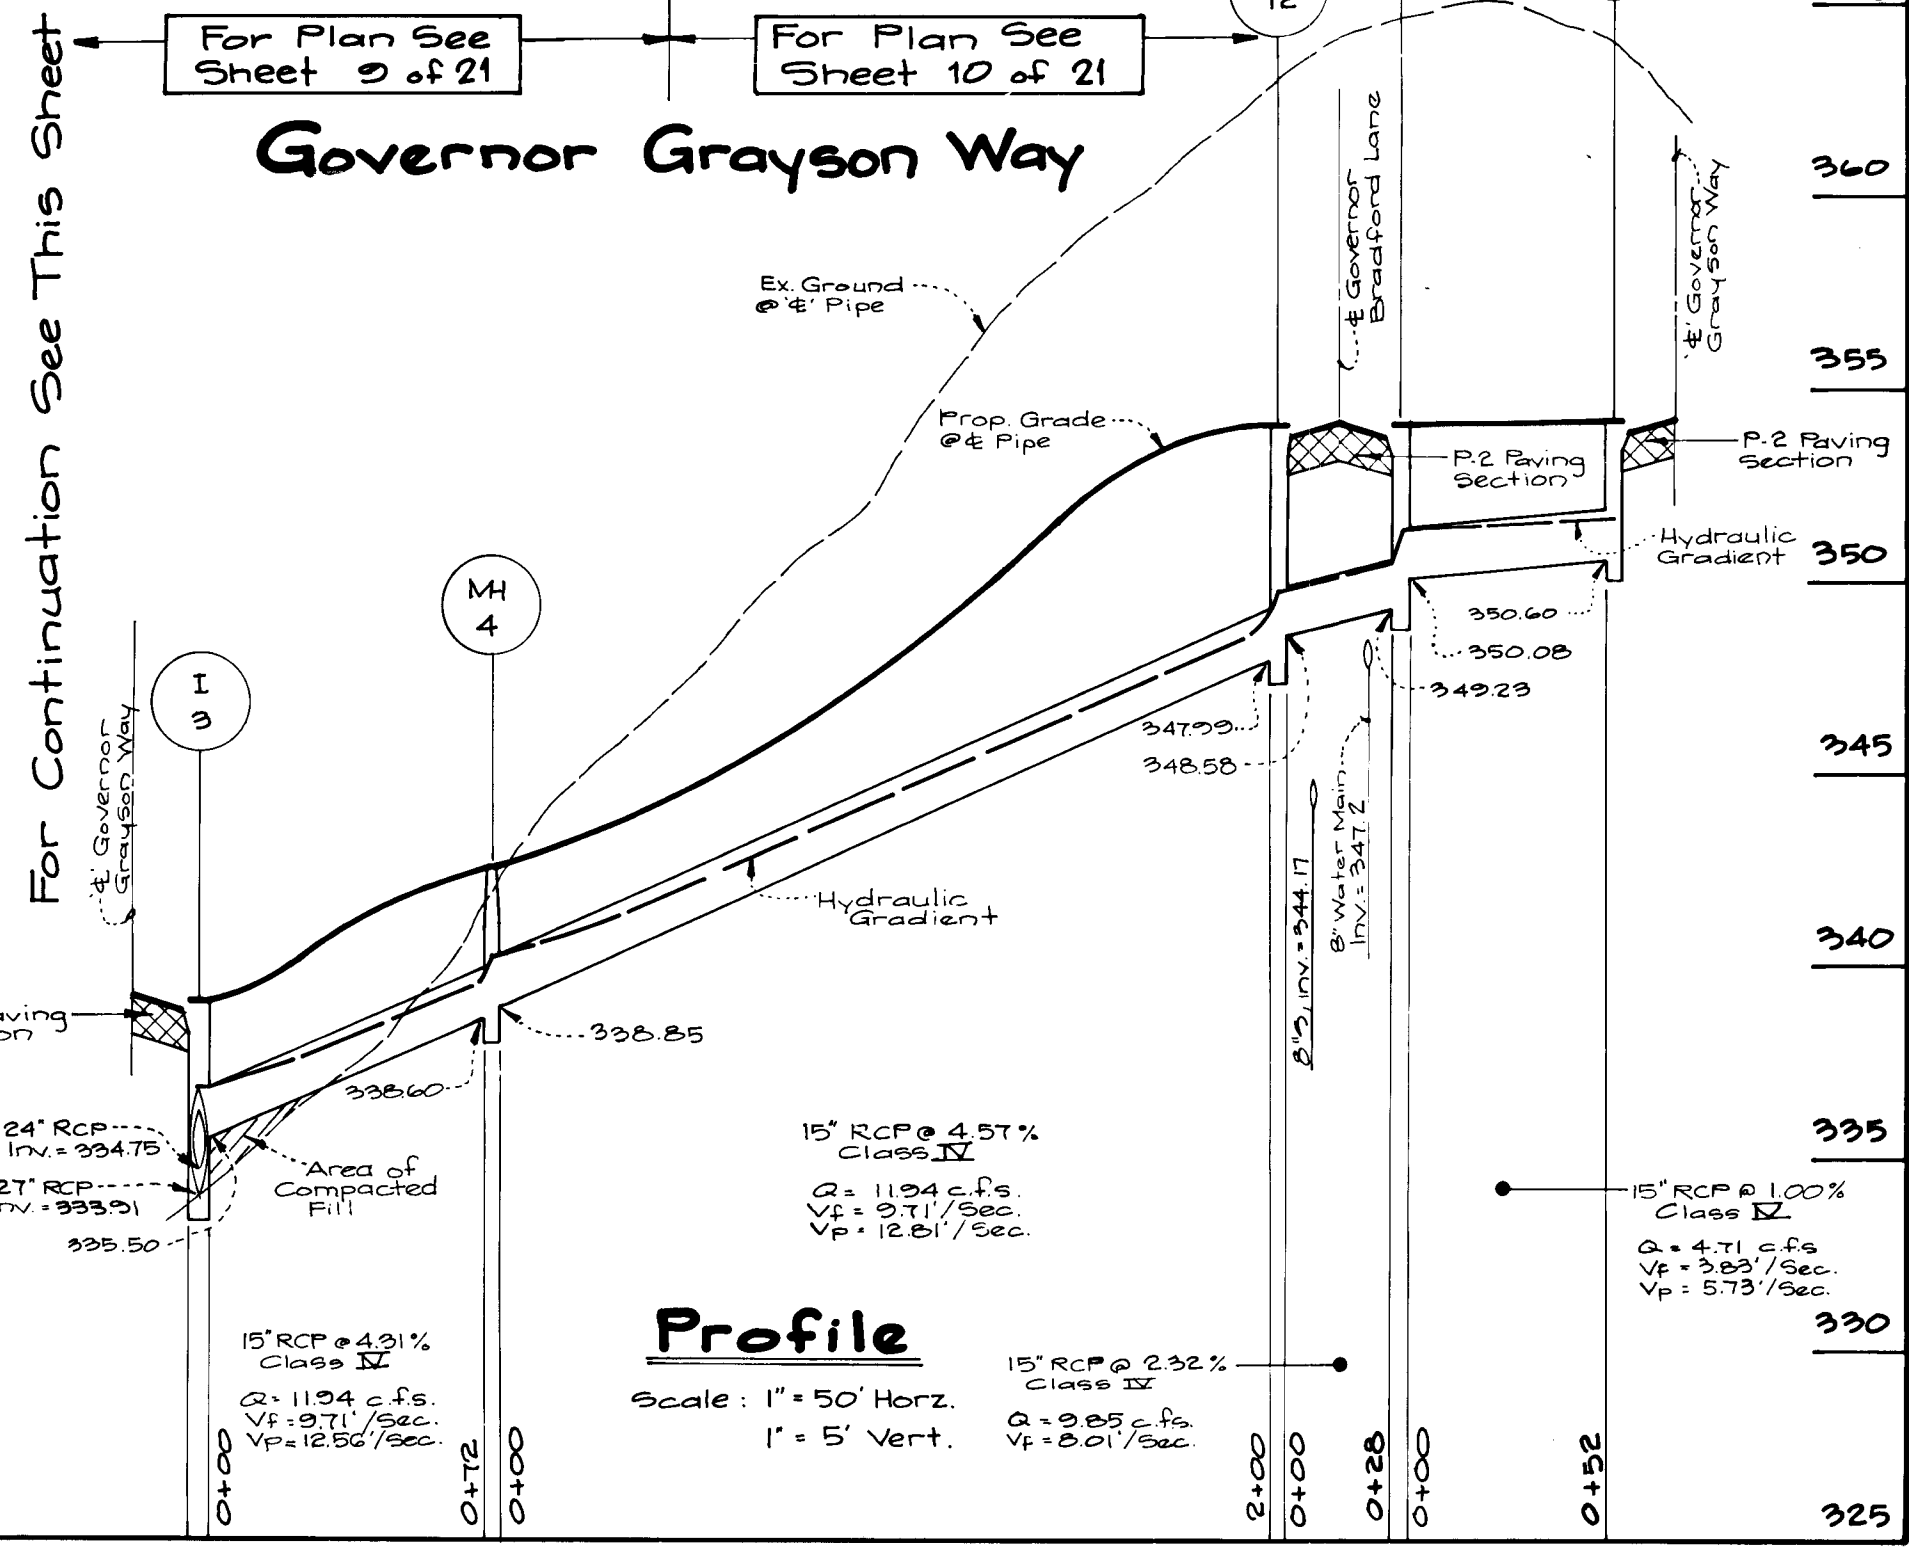 For Plan See
Sheet 9 of 21
For Plan See
Sheet 10 of 21
12
For Continuation See This Sheet
Governor Grayson Way
360
355
350
345
340
335
330
325
Ex. Ground
@ '℄' Pipe
℄ Governor
Bradford Lane
'℄' Governor
Grayson Way
Prop. Grade
@ ℄ Pipe
P-2 Paving
Section
P-2 Paving
Section
Hydraulic
Gradient
MH
4
I
3
350.60
350.08
349.23
347.99
348.58
8" Water Main
Inv. = 347.2
8"S, Inv. = 344.17
'℄' Governor
Grayson Way
Hydraulic
Gradient
338.85
338.60
24" RCP
Inv. = 334.75
27" RCP
= 333.91
335.50
Area of
Compacted
Fill
15" RCP @ 4.57%
Class IV
Q = 11.94 c.f.s.
Vf = 9.71'/Sec.
Vp = 12.81'/Sec.
15" RCP @ 1.00%
Class IV
Q = 4.71 c.f.s
Vf = 3.83'/Sec.
Vp = 5.73'/Sec.
15" RCP @ 4.31%
Class IV
Q = 11.94 c.f.s.
Vf = 9.71'/Sec.
Vp = 12.56'/Sec.
Profile
Scale: 1" = 50' Horz.
1" = 5' Vert.
15" RCP @ 2.32%
Class IV
Q = 9.85 c.f.s.
Vf = 8.01'/Sec.
0+00
0+72
0+00
2+00
0+00
0+28
0+00
0+52